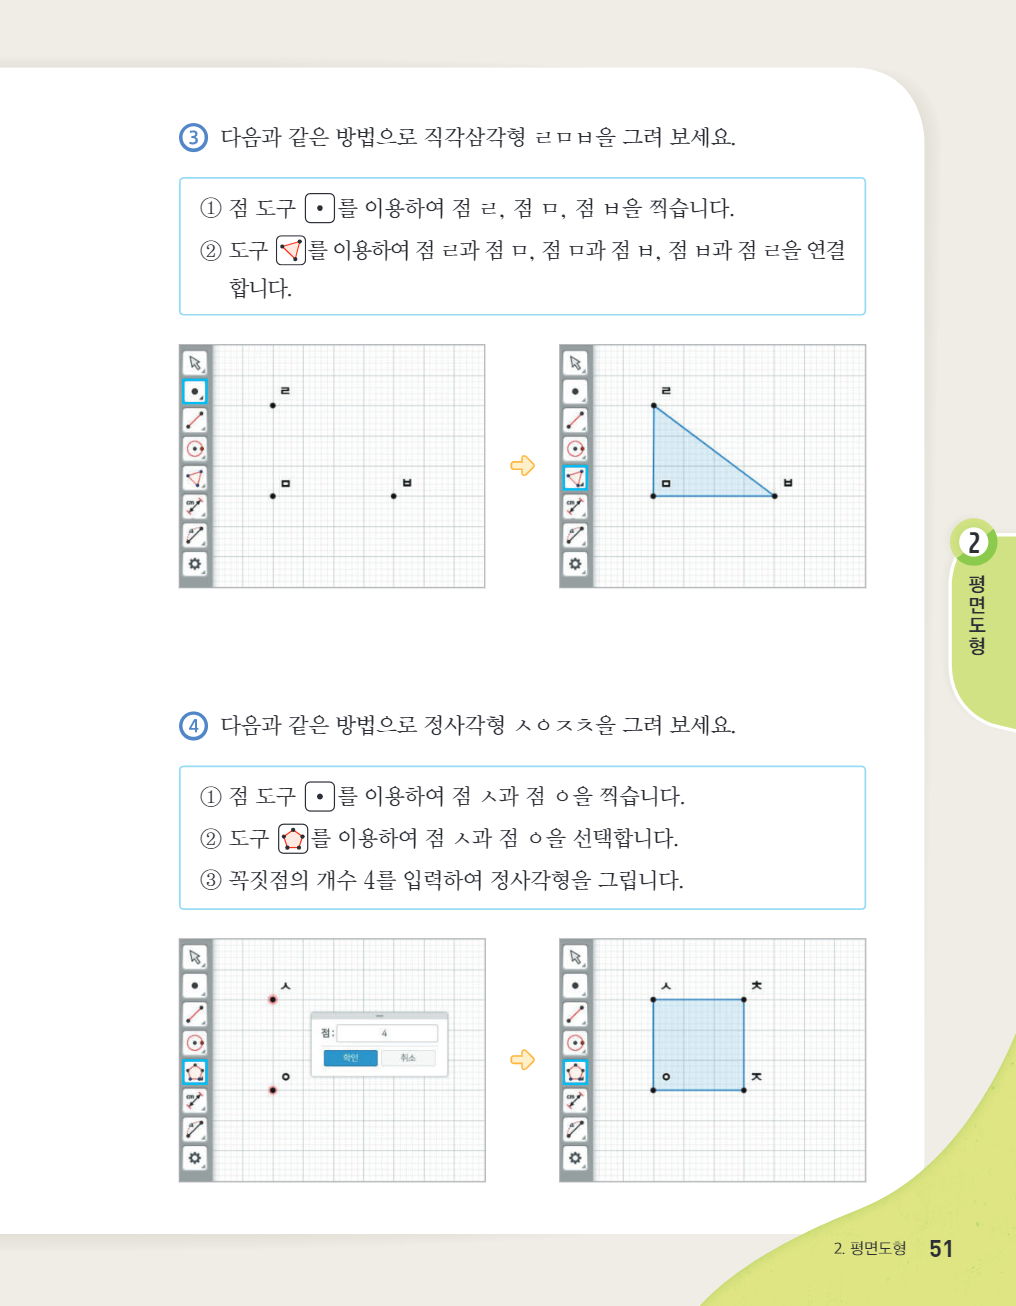 3 다음과 같은 방법으로 직각삼각형 ㄹㅁㅂ을 그려 보세요.
① 점 도구 를 이용하여 점 ㄹ, 점 ㅁ, 점 ㅂ을 찍습니다.
② 도구 를 이용하여 점 ㄹ과 점 ㅁ, 점 ㅁ과 점 ㅂ, 점 ㅂ과 점 ㄹ을 연결
합니다.
ㄹ
ㅁ
ㅂ
cm
ㄹ
ㅁ
ㅂ
cm
2
평면도형
4 다음과 같은 방법으로 정사각형 ㅅㅇㅈㅊ을 그려 보세요.
① 점 도구 를 이용하여 점 ㅅ과 점 ㅇ을 찍습니다.
② 도구 를 이용하여 점 ㅅ과 점 ㅇ을 선택합니다.
③ 꼭짓점의 개수 4를 입력하여 정사각형을 그립니다.
ㅅ
점: 4
확인 취소
ㅇ
cm
ㅅ ㅊ
ㅇ ㅈ
cm
2. 평면도형 51